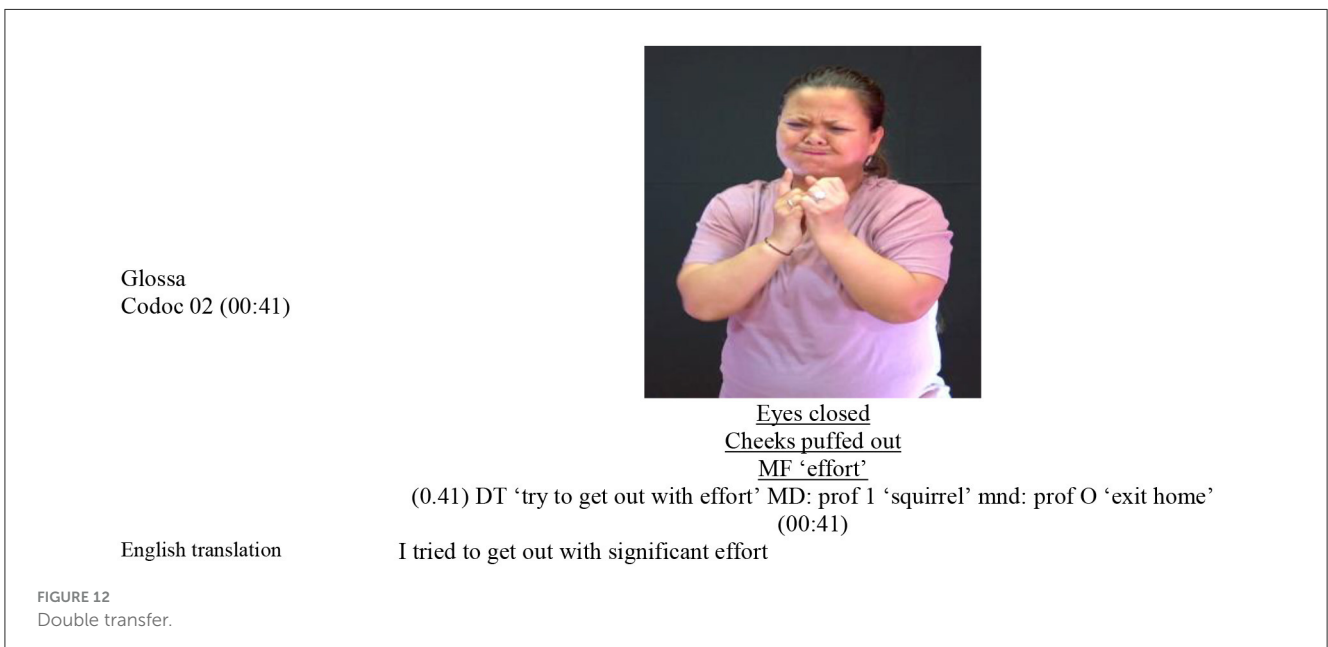 Glossa
Codoc 02 (00:41)
Eyes closed
Cheeks puffed out
MF ‘effort’
(0.41) DT ‘try to get out with effort’ MD: prof 1 ‘squirrel’ mnd: prof O ‘exit home’
(00:41)
English translation I tried to get out with significant effort
FIGURE 12
Double transfer.